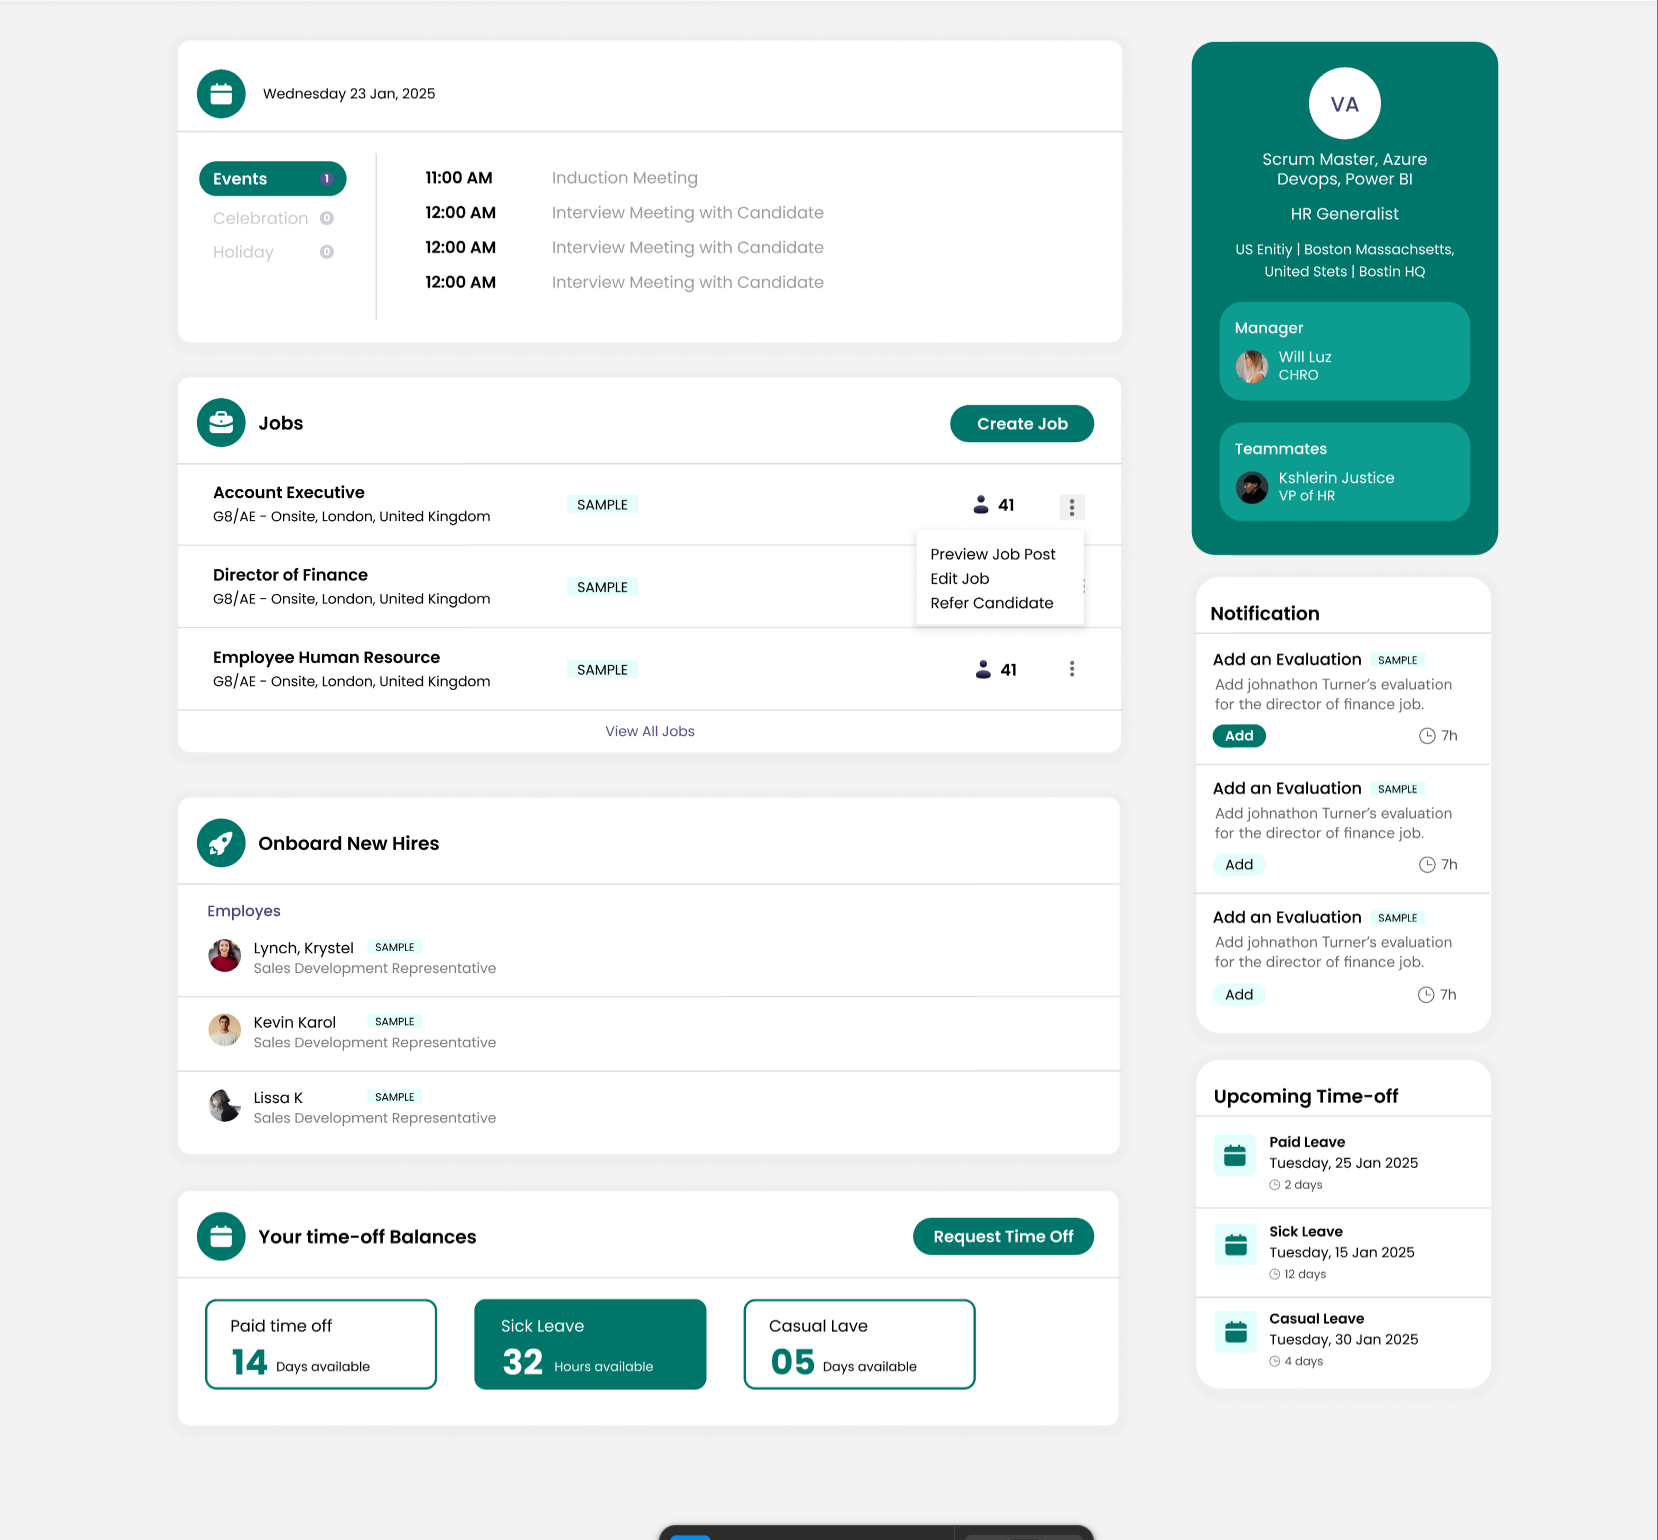 Wednesday 23 Jan, 2025
Events 1
Celebration 0
Holiday 0
11:00 AM Induction Meeting
12:00 AM Interview Meeting with Candidate
12:00 AM Interview Meeting with Candidate
12:00 AM Interview Meeting with Candidate
Jobs
Create Job
Account Executive
G8/AE - Onsite, London, United Kingdom
SAMPLE
41
Preview Job Post
Edit Job
Refer Candidate
Director of Finance
G8/AE - Onsite, London, United Kingdom
SAMPLE
Employee Human Resource
G8/AE - Onsite, London, United Kingdom
SAMPLE
41
View All Jobs
Onboard New Hires
Employes
Lynch, Krystel SAMPLE
Sales Development Representative
Kevin Karol SAMPLE
Sales Development Representative
Lissa K SAMPLE
Sales Development Representative
Your time-off Balances
Request Time Off
Paid time off
14 Days available
Sick Leave
32 Hours available
Casual Lave
05 Days available
VA
Scrum Master, Azure
Devops, Power BI
HR Generalist
US Enitiy | Boston Massachsetts,
United Stets | Bostin HQ
Manager
Will Luz
CHRO
Teammates
Kshlerin Justice
VP of HR
Notification
Add an Evaluation SAMPLE
Add johnathon Turner's evaluation
for the director of finance job.
Add 7h
Add an Evaluation SAMPLE
Add johnathon Turner's evaluation
for the director of finance job.
Add 7h
Add an Evaluation SAMPLE
Add johnathon Turner's evaluation
for the director of finance job.
Add 7h
Upcoming Time-off
Paid Leave
Tuesday, 25 Jan 2025
2 days
Sick Leave
Tuesday, 15 Jan 2025
12 days
Casual Leave
Tuesday, 30 Jan 2025
4 days